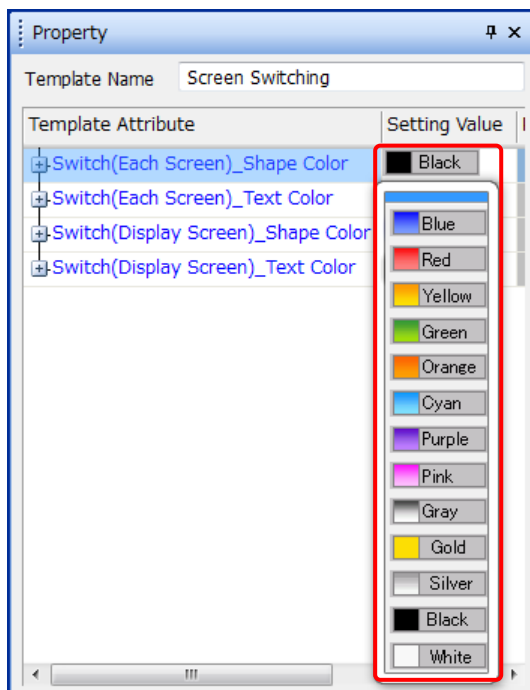 Property
Template Name Screen Switching
Template Attribute Setting Value
Switch(Each Screen)_Shape Color Black
Switch(Each Screen)_Text Color
Switch(Display Screen)_Shape Color
Switch(Display Screen)_Text Color
Blue
Red
Yellow
Green
Orange
Cyan
Purple
Pink
Gray
Gold
Silver
Black
White